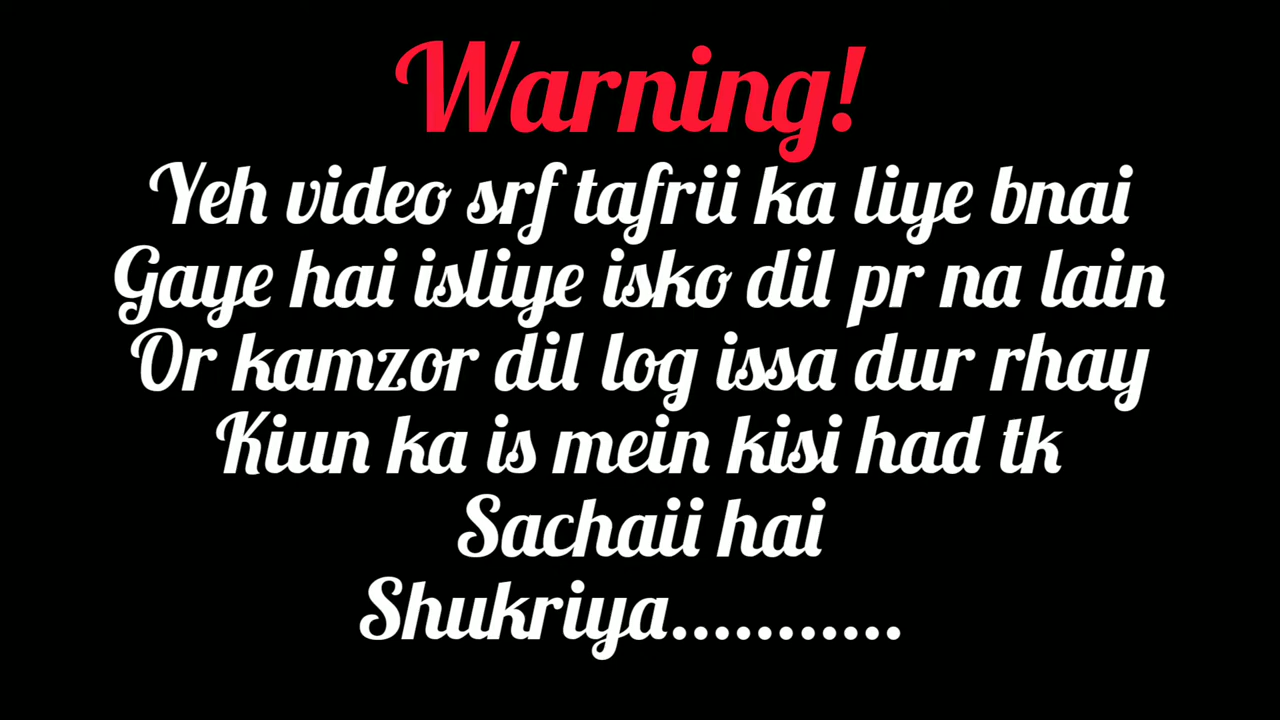 Warning!
Yeh video srf tafrii ka liye bnai
Gaye hai isliye isko dil pr na lain
Or kamzor dil log issa dur rhay
Kiun ka is mein kisi had tk
Sachaii hai
Shukriya...........